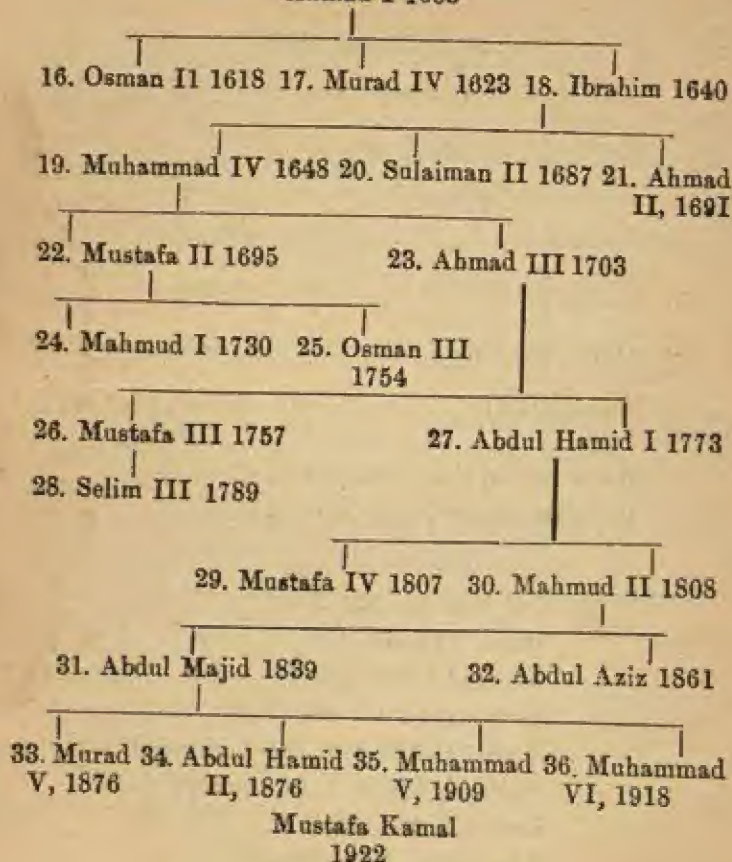 16. Osman I1 1618 17. Murad IV 1623 18. Ibrahim 1640
19. Muhammad IV 1648 20. Sulaiman II 1687 21. Ahmad
II, 169I
22. Mustafa II 1695 23. Ahmad III 1703
24. Mahmud I 1730 25. Osman III
1754
26. Mustafa III 1757 27. Abdul Hamid I 1773
28. Selim III 1789
29. Mustafa IV 1807 30. Mahmud II 1808
31. Abdul Majid 1839 32. Abdul Aziz 1861
33. Murad 34. Abdul Hamid 35. Muhammad 36. Muhammad
V, 1876 II, 1876 V, 1909 VI, 1918
Mustafa Kamal
1922